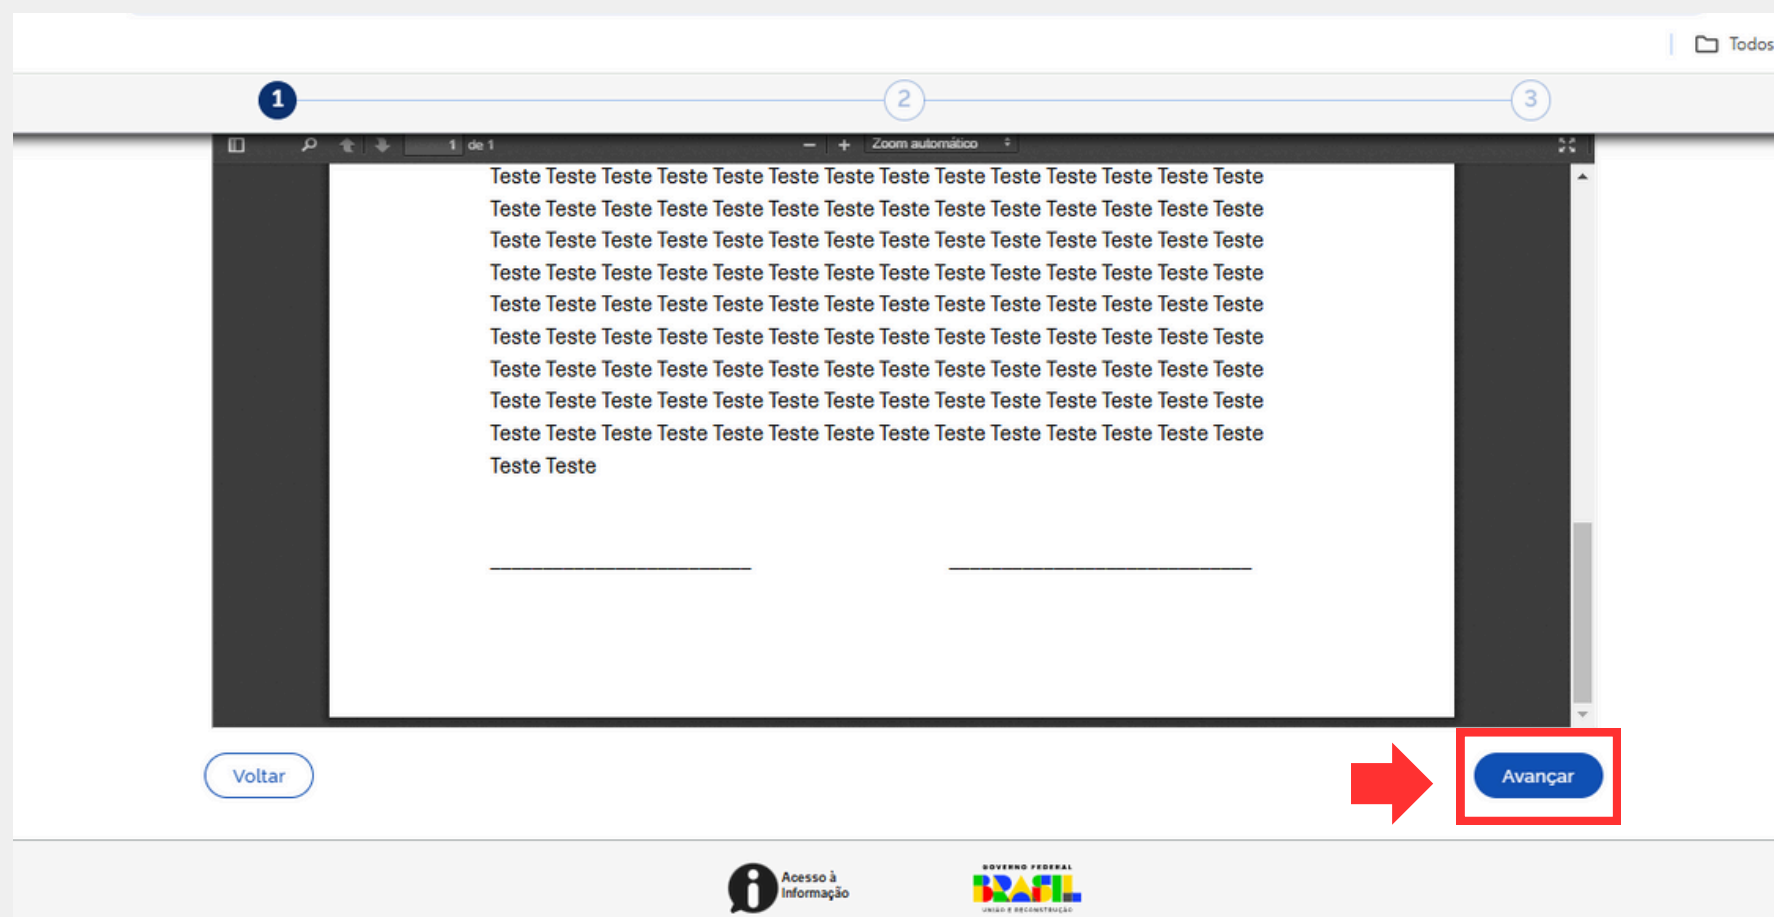 Todos
1
2
3
1 de 1
Zoom automático
Teste Teste Teste Teste Teste Teste Teste Teste Teste Teste Teste Teste Teste Teste
Teste Teste Teste Teste Teste Teste Teste Teste Teste Teste Teste Teste Teste Teste
Teste Teste Teste Teste Teste Teste Teste Teste Teste Teste Teste Teste Teste Teste
Teste Teste Teste Teste Teste Teste Teste Teste Teste Teste Teste Teste Teste Teste
Teste Teste Teste Teste Teste Teste Teste Teste Teste Teste Teste Teste Teste Teste
Teste Teste Teste Teste Teste Teste Teste Teste Teste Teste Teste Teste Teste Teste
Teste Teste Teste Teste Teste Teste Teste Teste Teste Teste Teste Teste Teste Teste
Teste Teste Teste Teste Teste Teste Teste Teste Teste Teste Teste Teste Teste Teste
Teste Teste Teste Teste Teste Teste Teste Teste Teste Teste Teste Teste Teste Teste
Teste Teste
Voltar
Avançar
Acesso à
Informação
GOVERNO FEDERAL
BRASIL
UNIÃO E RECONSTRUÇÃO